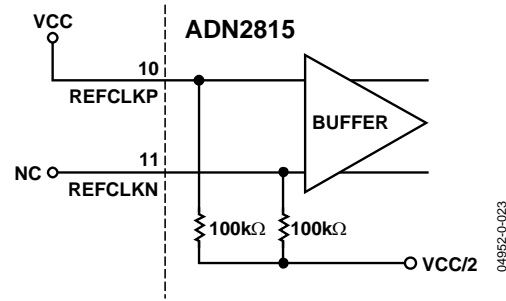 VCC
ADN2815
10
REFCLKP
BUFFER
11
NC
REFCLKN
100kΩ
100kΩ
VCC/2
04952-0-023